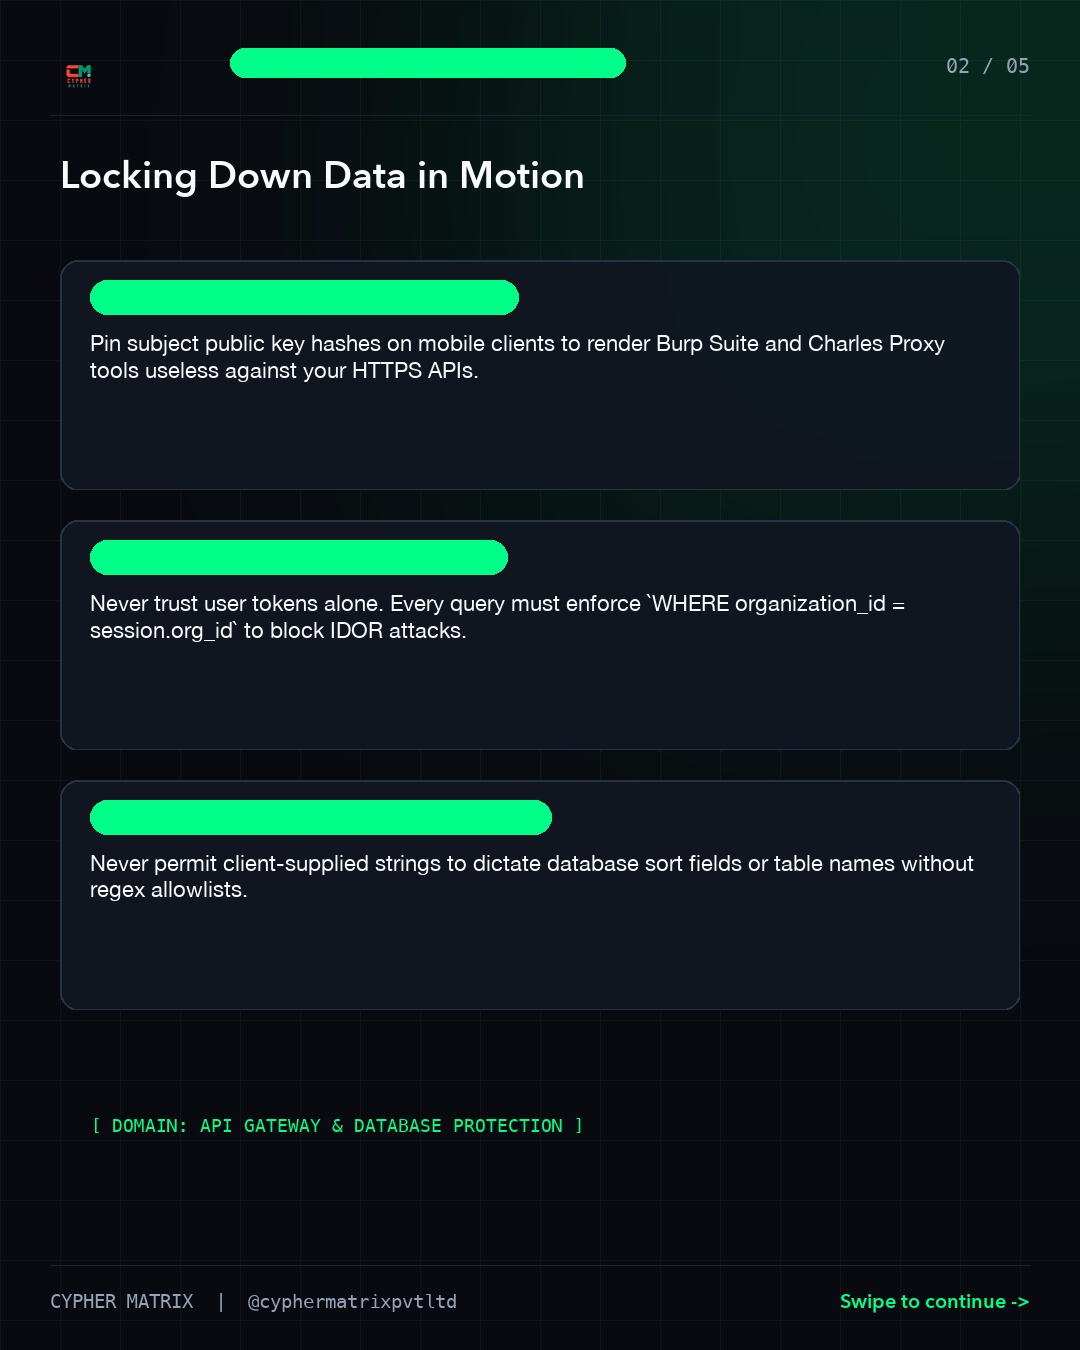 CM
CYPHER
MATRIX
02 / 05
Locking Down Data in Motion
Pin subject public key hashes on mobile clients to render Burp Suite and Charles Proxy
tools useless against your HTTPS APIs.
Never trust user tokens alone. Every query must enforce `WHERE organization_id =
session.org_id` to block IDOR attacks.
Never permit client-supplied strings to dictate database sort fields or table names without
regex allowlists.
[ DOMAIN: API GATEWAY & DATABASE PROTECTION ]
CYPHER MATRIX | @cyphermatrixpvtltd
Swipe to continue ->